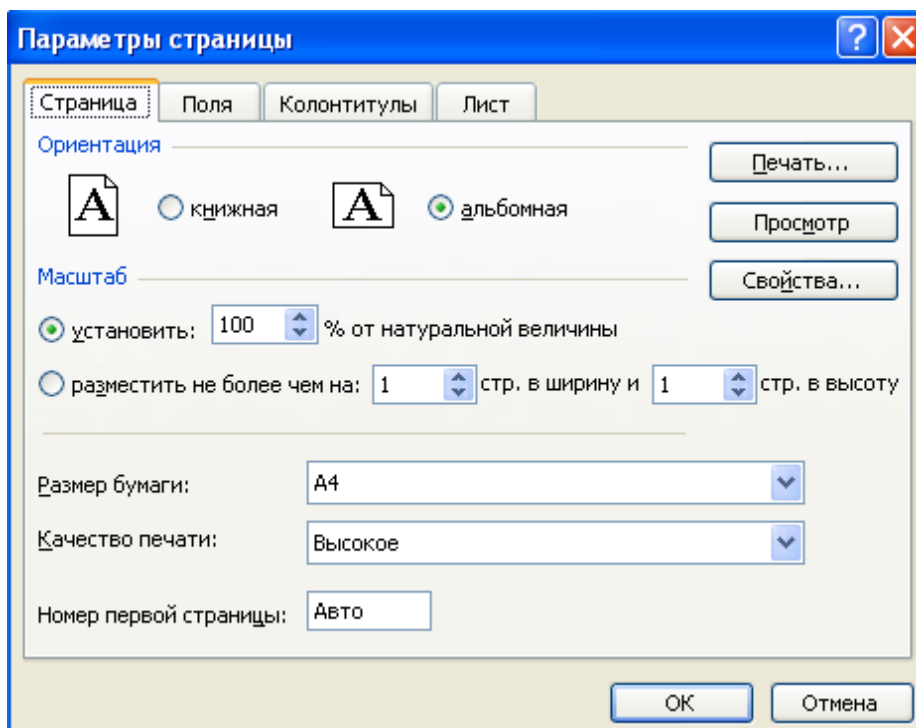 Параметры страницы
Страница Поля Колонтитулы Лист
Ориентация
Печать...
A книжная A альбомная
Просмотр
Масштаб
Свойства...
установить: 100 % от натуральной величины
разместить не более чем на: 1 стр. в ширину и 1 стр. в высоту
Размер бумаги: A4
Качество печати: Высокое
Номер первой страницы: Авто
ОК Отмена